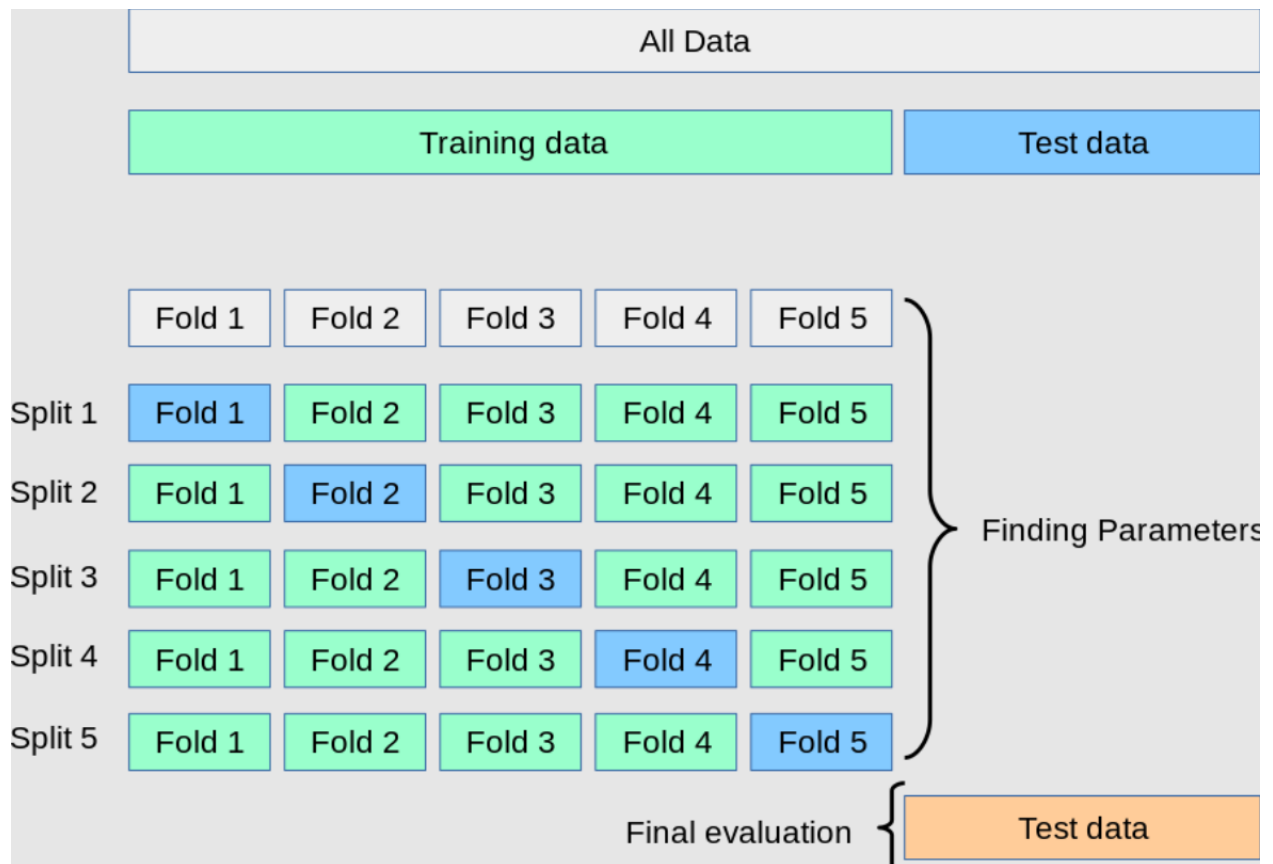 All Data
Training data Test data
Fold 1 Fold 2 Fold 3 Fold 4 Fold 5
Split 1 Fold 1 Fold 2 Fold 3 Fold 4 Fold 5
Split 2 Fold 1 Fold 2 Fold 3 Fold 4 Fold 5
Finding Parameters
Split 3 Fold 1 Fold 2 Fold 3 Fold 4 Fold 5
Split 4 Fold 1 Fold 2 Fold 3 Fold 4 Fold 5
Split 5 Fold 1 Fold 2 Fold 3 Fold 4 Fold 5
Final evaluation Test data